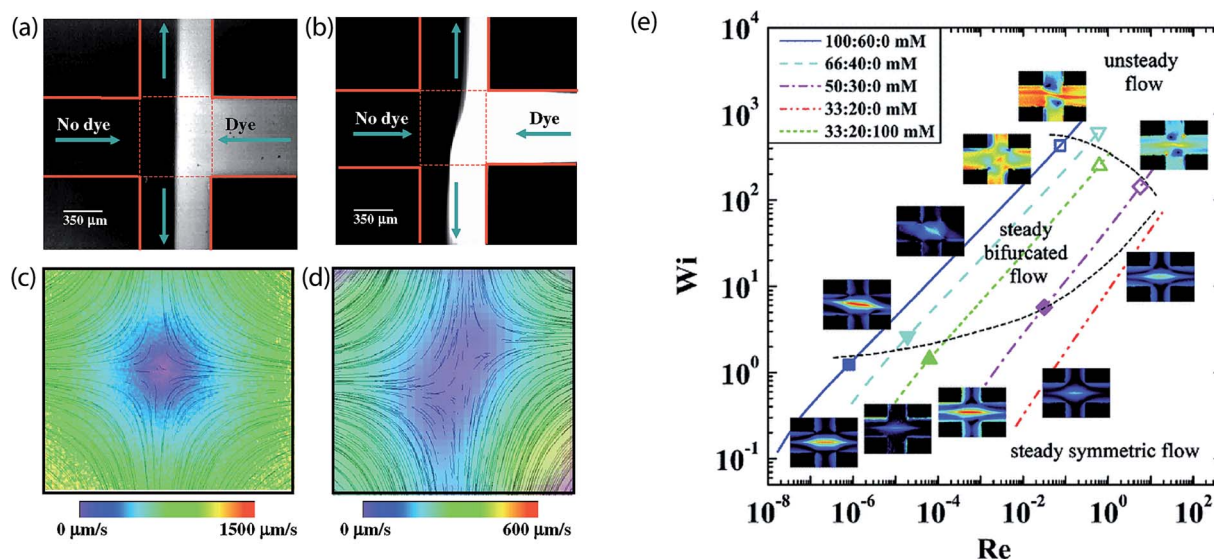 (a)
No dye
Dye
350 μm
(b)
No dye
Dye
350 μm
(c)
0 μm/s
1500 μm/s
(d)
0 μm/s
600 μm/s
(e)
Wi
10⁴
10³
10²
10¹
10⁰
10⁻¹
100:60:0 mM
66:40:0 mM
50:30:0 mM
33:20:0 mM
33:20:100 mM
unsteady
flow
steady
bifurcated
flow
steady symmetric flow
10⁻⁸ 10⁻⁶ 10⁻⁴ 10⁻² 10⁰ 10²
Re